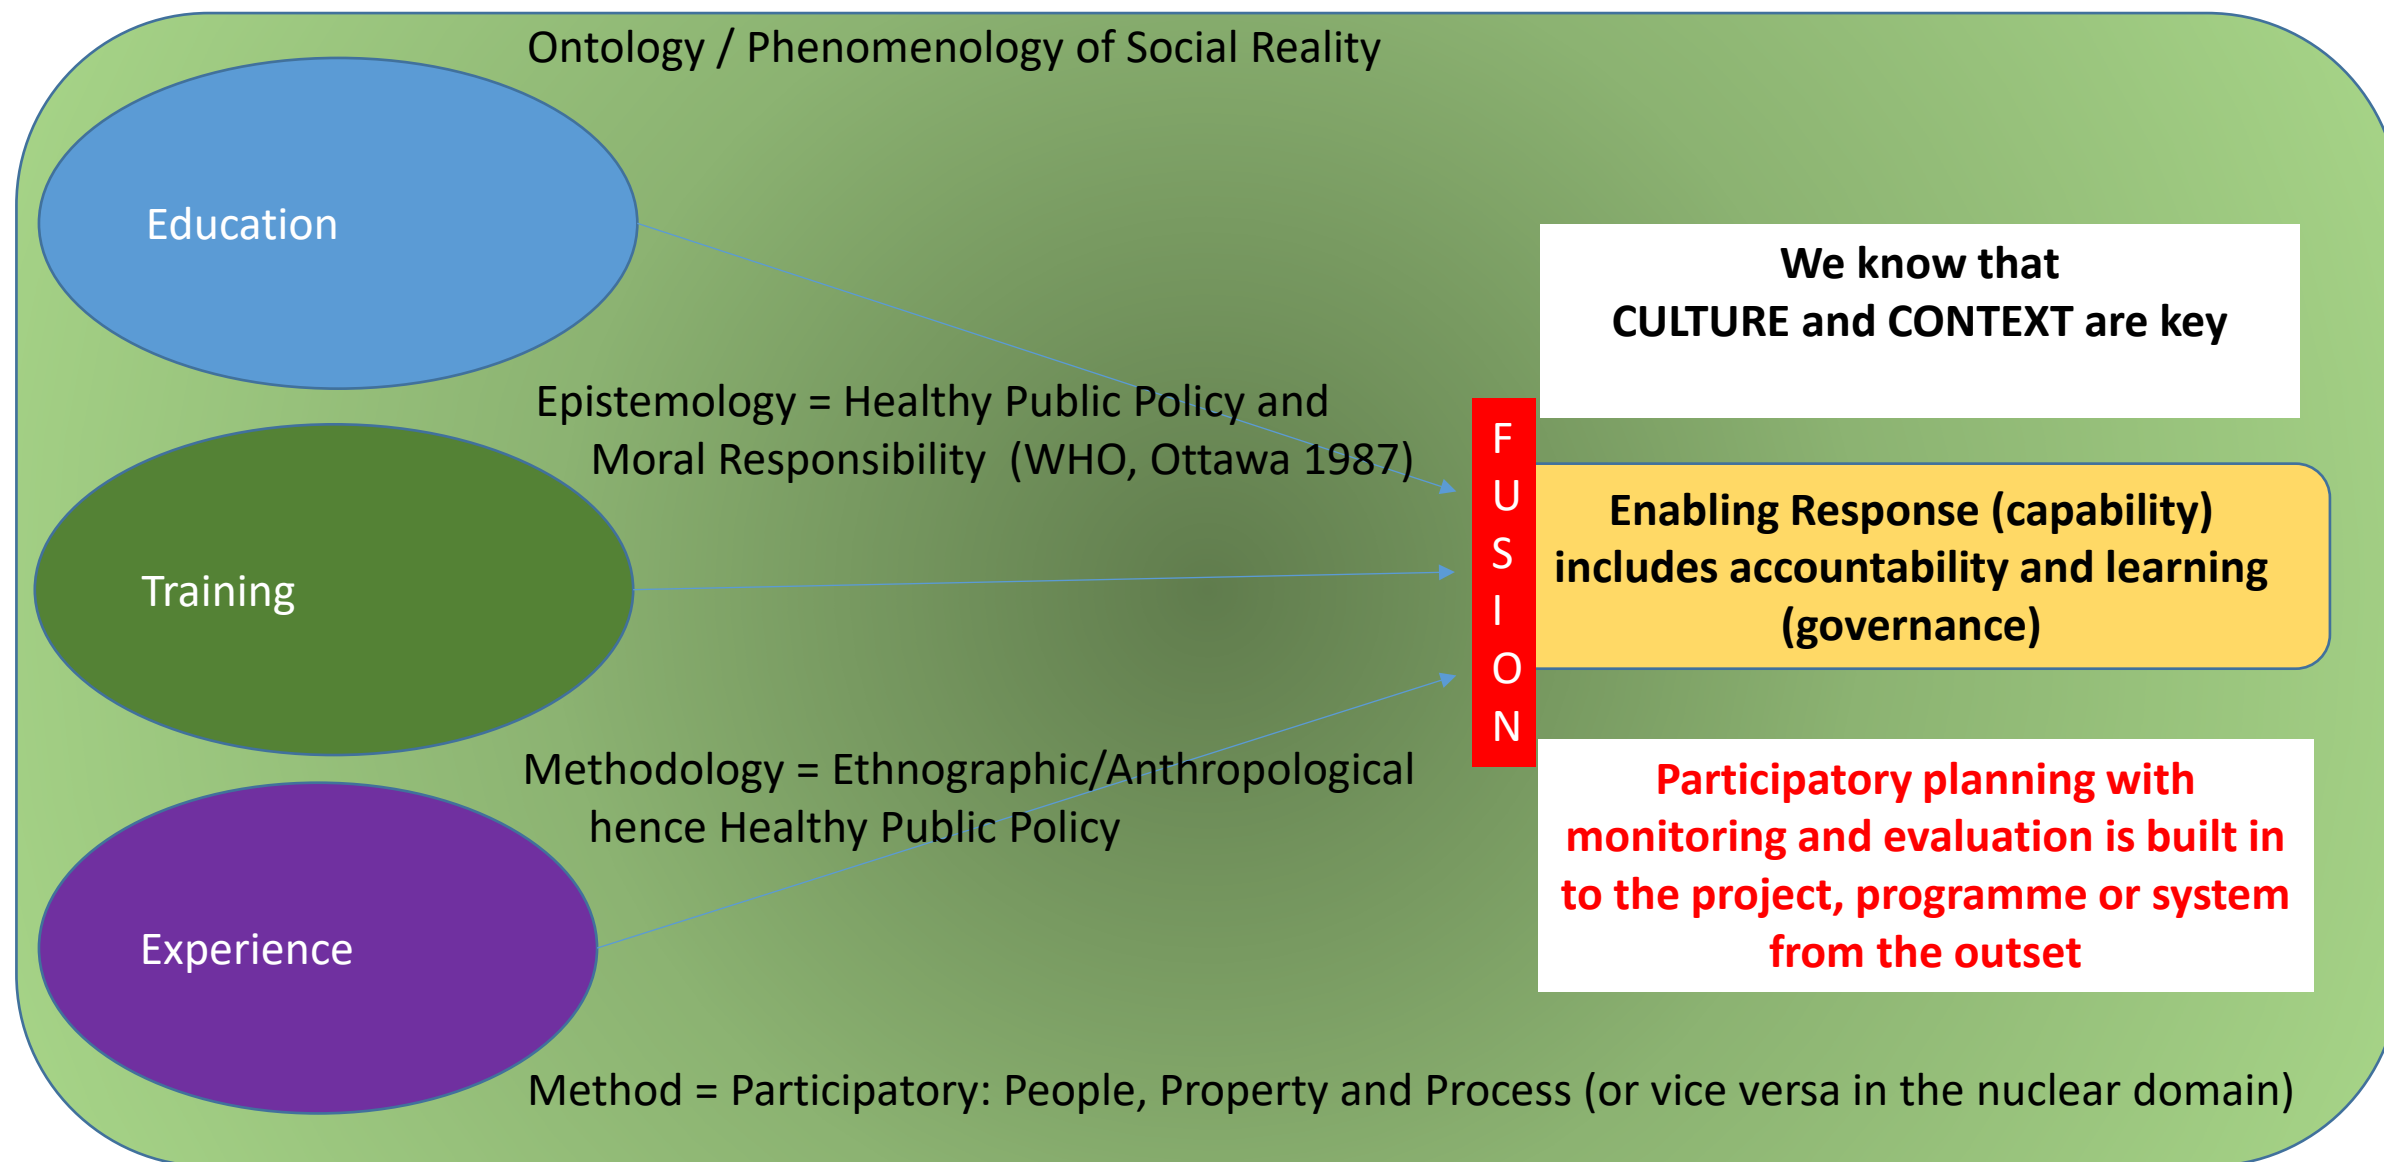 Ontology / Phenomenology of Social Reality
Education
We know that
CULTURE and CONTEXT are key
Epistemology = Healthy Public Policy and
Moral Responsibility (WHO, Ottawa 1987)
F
U
S
I
O
N
Enabling Response (capability)
includes accountability and learning
(governance)
Training
Methodology = Ethnographic/Anthropological
hence Healthy Public Policy
Participatory planning with
monitoring and evaluation is built in
to the project, programme or system
from the outset
Experience
Method = Participatory: People, Property and Process (or vice versa in the nuclear domain)